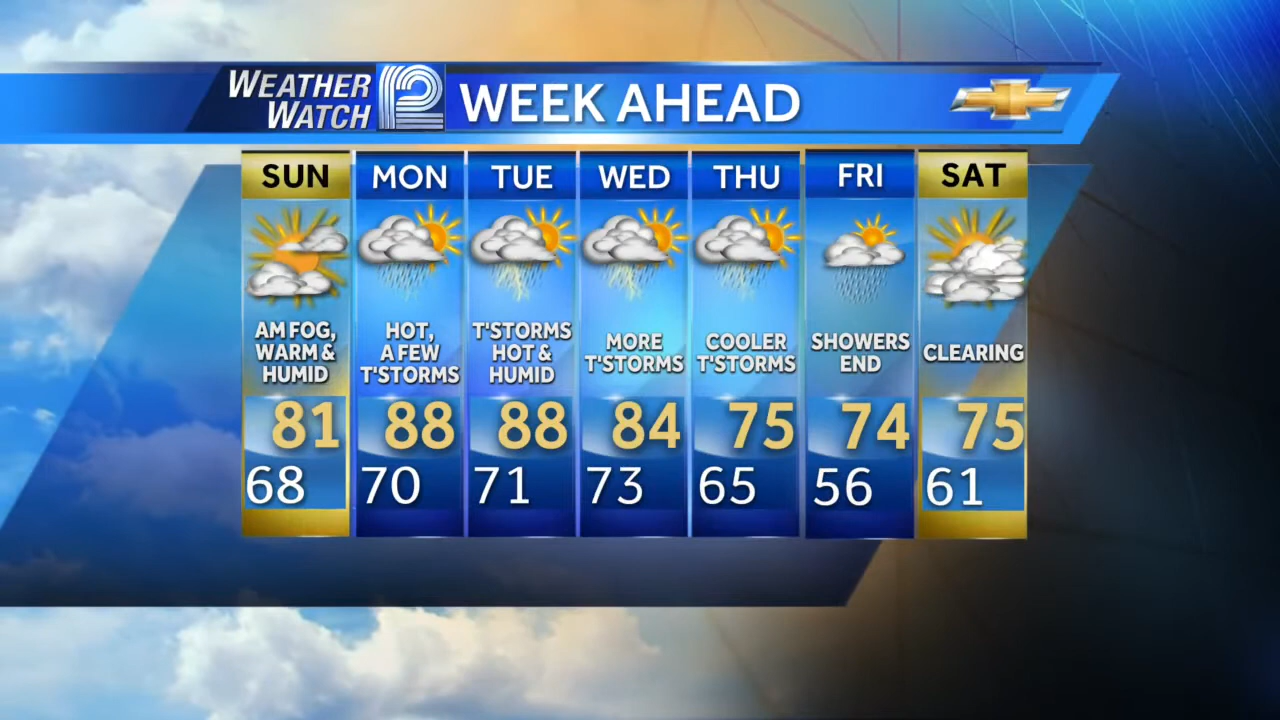 WEATHER
WATCH 12
WEEK AHEAD
SUN
AM FOG,
WARM &
HUMID
81
68
MON
HOT,
A FEW
T'STORMS
88
70
TUE
T'STORMS
HOT &
HUMID
88
71
WED
MORE
T'STORMS
84
73
THU
COOLER
T'STORMS
75
65
FRI
SHOWERS
END
74
56
SAT
CLEARING
75
61